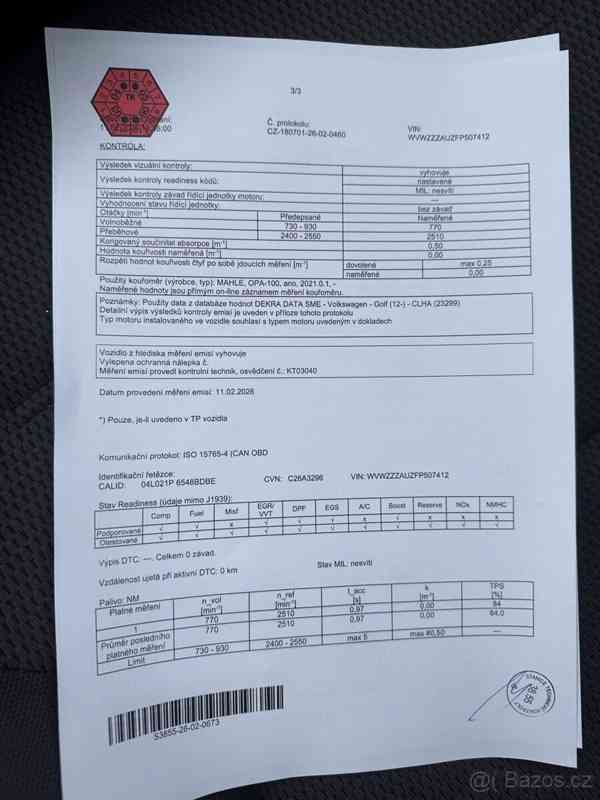 3/3
TK
Č. protokolu:
CZ-180701-26-02-0460
VIN:
WVWZZZAUZFP507412
KONTROLA:
Výsledek vizuální kontroly: vyhovuje
Výsledek kontroly readiness kódů: nastavené
MIL: nesvítí
Výsledek kontroly závad řídící jednotky motoru: ---
Vyhodnocení stavu řídící jednotky: bez závad
Otáčky [min-1] Předepsané Naměřené
Volnoběžné 730 - 930 770
Přeběhové 2400 - 2550 2510
Korigovaný součinitel absorpce [m-1] 0,50
Hodnota kouřivosti naměřená [m-1] 0,00
Rozpětí hodnot kouřivosti čtyř po sobě jdoucích měření [m-1] dovolené max 0,25
naměřené 0,00
Použitý kouřoměr (výrobce, typ): MAHLE, OPA-100, ano, 2021.0.1, -
Naměřené hodnoty jsou přímým on-line záznamem měření kouřoměru.
Poznámky: Použity data z databáze hodnot DEKRA DATA SME - Volkswagen - Golf (12-) - CLHA (23299)
Detailní výpis výsledků kontroly emisí je uveden v příloze tohoto protokolu
Typ motoru instalovaného ve vozidle souhlasí s typem motoru uvedeným v dokladech
Vozidlo z hlediska měření emisí vyhovuje
Vylepena ochranná nálepka č.
Měření emisí provedl kontrolní technik, osvědčení č.: KT03040
Datum provedení měření emisí: 11.02.2026
*) Pouze, je-li uvedeno v TP vozidla
Komunikační protokol: ISO 15765-4 (CAN OBD
Identifikační řetězce:
CALID: 04L021P 6548BDBE CVN: C26A3296 VIN: WVWZZZAUZFP507412
Stav Readiness (údaje mimo J1939):
Comp Fuel Misf EGR/VVT DPF EGS A/C Boost Reserve NOx NMHC
Podporované √ √ x √ √ √ x √ x x x
Otestované √ √ √ √ √ √ √ √ √ √
Výpis DTC: ---. Celkem 0 závad.
Vzdálenost ujetá při aktivní DTC: 0 km
Stav MIL: nesvítí
Palivo: NM
Platné měření n_vol [min-1] n_ref [min-1] t_acc [s] k [m-1] TPS [%]
1 770 2510 0,97 0,00 84
Průměr posledního platného měření 770 2510 0,97 0,00 84,0
Limit 730 - 930 2400 - 2550 max 5 max #0,50 ---
S3655-26-02-0673
STANICE TECHNICKÉ KONTROLY
Bazos.cz